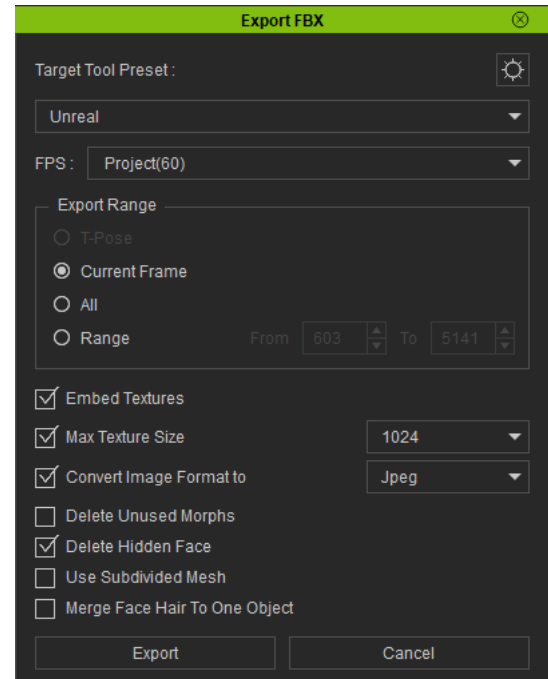 Export FBX
Target Tool Preset :
Unreal
FPS : Project(60)
Export Range
T-Pose
Current Frame
All
Range From 603 To 5141
Embed Textures
Max Texture Size 1024
Convert Image Format to Jpeg
Delete Unused Morphs
Delete Hidden Face
Use Subdivided Mesh
Merge Face Hair To One Object
Export Cancel